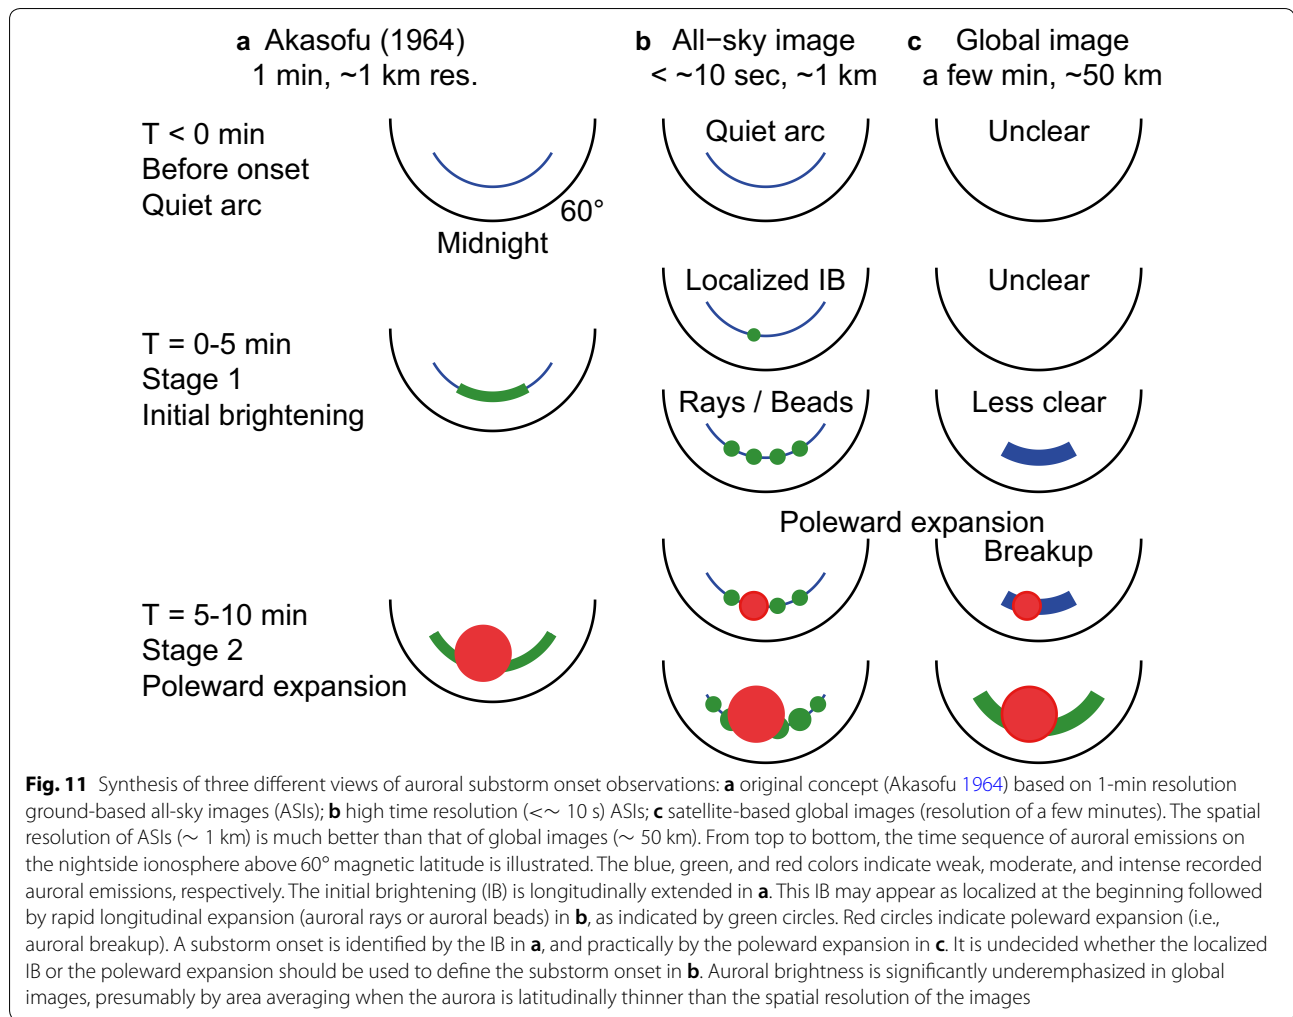 a Akasofu (1964)
1 min, ~1 km res.
b All−sky image
< ~10 sec, ~1 km
c Global image
a few min, ~50 km
T < 0 min
Before onset
Quiet arc
60°
Midnight
Quiet arc
Unclear
T = 0-5 min
Stage 1
Initial brightening
Localized IB
Unclear
Rays / Beads
Less clear
T = 5-10 min
Stage 2
Poleward expansion
Poleward expansion
Breakup
Fig. 11 Synthesis of three different views of auroral substorm onset observations: a original concept (Akasofu 1964) based on 1-min resolution
ground-based all-sky images (ASIs); b high time resolution (<~ 10 s) ASIs; c satellite-based global images (resolution of a few minutes). The spatial
resolution of ASIs (~ 1 km) is much better than that of global images (~ 50 km). From top to bottom, the time sequence of auroral emissions on
the nightside ionosphere above 60° magnetic latitude is illustrated. The blue, green, and red colors indicate weak, moderate, and intense recorded
auroral emissions, respectively. The initial brightening (IB) is longitudinally extended in a. This IB may appear as localized at the beginning followed
by rapid longitudinal expansion (auroral rays or auroral beads) in b, as indicated by green circles. Red circles indicate poleward expansion (i.e.,
auroral breakup). A substorm onset is identified by the IB in a, and practically by the poleward expansion in c. It is undecided whether the localized
IB or the poleward expansion should be used to define the substorm onset in b. Auroral brightness is significantly underemphasized in global
images, presumably by area averaging when the aurora is latitudinally thinner than the spatial resolution of the images